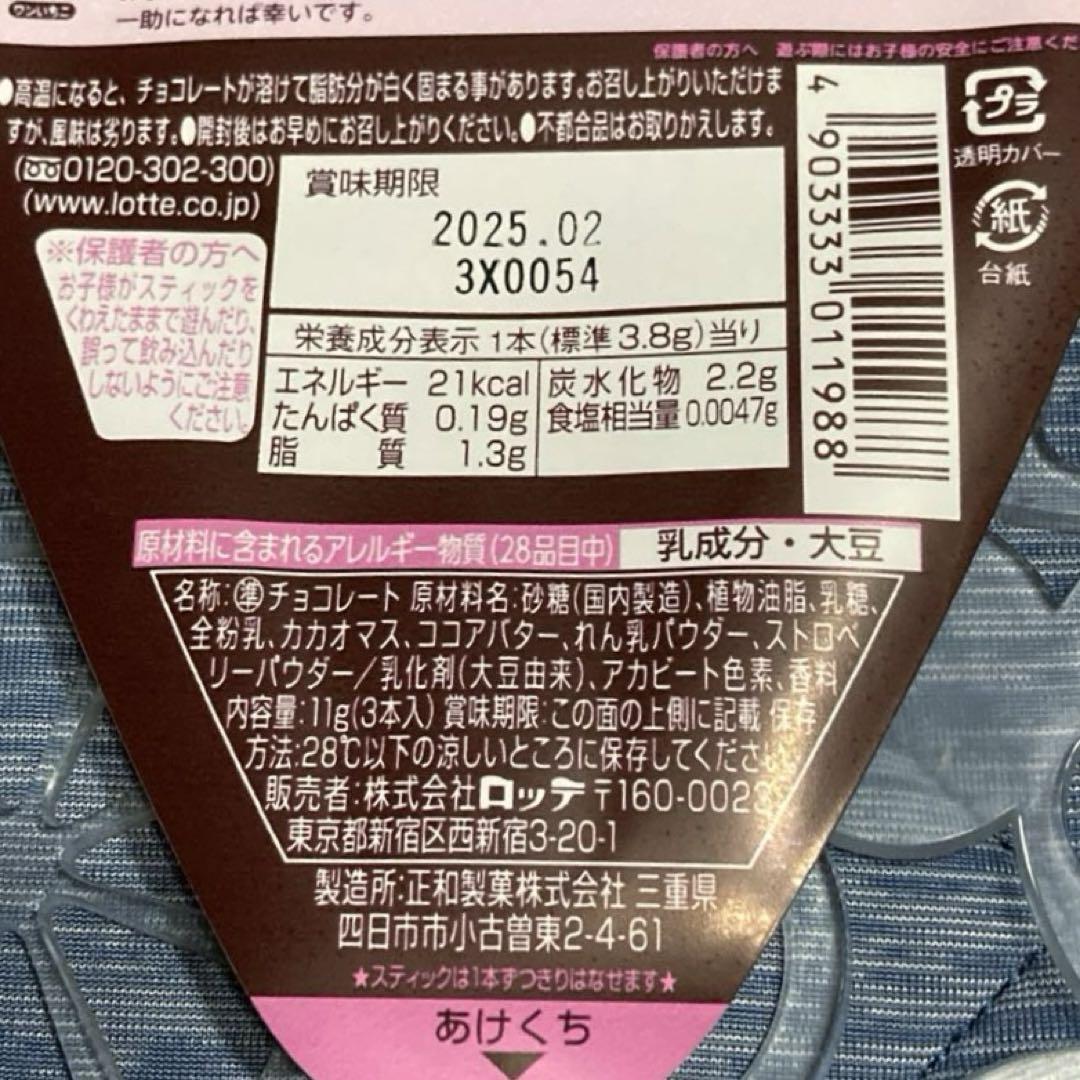 ワンいちご
一助になれば幸いです。
保護者の方へ 遊ぶ際にはお子様の安全にご注意くだ
●高温になると、チョコレートが溶けて脂肪分が白く固まる事があります。お召し上がりいただけま
すが、風味は劣ります。●開封後はお早めにお召し上がりください。●不都合品はお取りかえします。
(0120-302-300)
(www.lotte.co.jp)
賞味期限
2025.02
3X0054
4 903333 011988
プラ
透明カバー
紙
台紙
※保護者の方へ
お子様がスティックを
くわえたままで遊んだり、
誤って飲み込んだり
しないようにご注意
ください。
栄養成分表示 1本(標準3.8g)当り
エネルギー 21kcal 炭水化物 2.2g
たんぱく質 0.19g 食塩相当量 0.0047g
脂質 1.3g
原材料に含まれるアレルギー物質(28品目中) 乳成分・大豆
名称:準チョコレート 原材料名:砂糖(国内製造)、植物油脂、乳糖、
全粉乳、カカオマス、ココアバター、れん乳パウダー、ストロベ
リーパウダー/乳化剤(大豆由来)、アカビート色素、香料
内容量:11g(3本入) 賞味期限:この面の上側に記載 保存
方法:28℃以下の涼しいところに保存してください
販売者:株式会社ロッテ 〒160-0023
東京都新宿区西新宿3-20-1
製造所:正和製菓株式会社 三重県
四日市市小古曽東2-4-61
★スティックは1本ずつきりはなせます★
あけくち